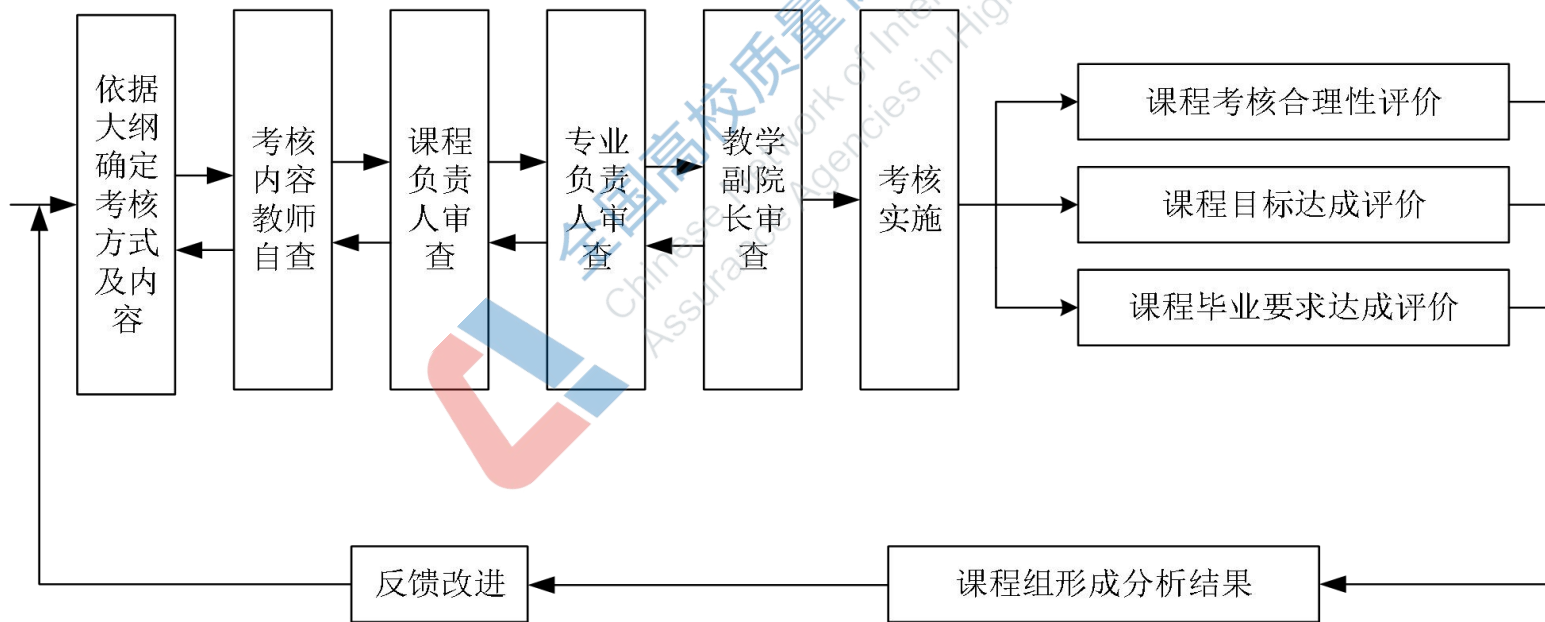 依据
大纲
确定
考核
方式
及内
容
考核
内容
教师
自查
课程
负责
人审
查
专业
负责
人审
查
教学
副院
长审
查
考核
实施
课程考核合理性评价
课程目标达成评价
课程毕业要求达成评价
反馈改进
课程组形成分析结果
全国高校质量
Chinese Network of Inter
Assurance Agencies in High